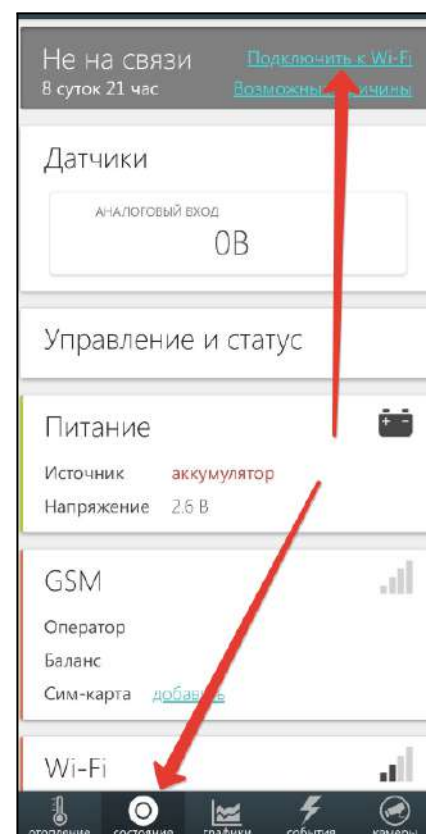 Не на связи Подключить к Wi-Fi
8 суток 21 час Возможны
Датчики
АНАЛОГОВЫЙ ВХОД
0В
Управление и статус
Питание
Источник аккумулятор
Напряжение 2.6 В
GSM
Оператор
Баланс
Сим-карта
Wi-Fi
отопление состояние графики события камеры